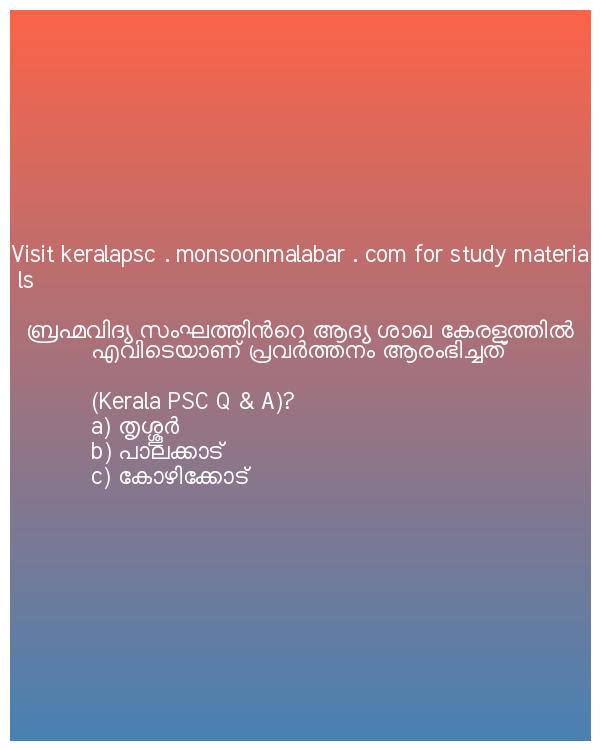 Visit keralapsc . monsoonmalabar . com for study materia
ls
ബ്രഹ്മവിദ്യ സംഘത്തിൻറെ ആദ്യ ശാഖ കേരളത്തിൽ
എവിടെയാണ് പ്രവർത്തനം ആരംഭിച്ചത്
(Kerala PSC Q & A)?
a) തൃശ്ശൂർ
b) പാലക്കാട്
c) കോഴിക്കോട്